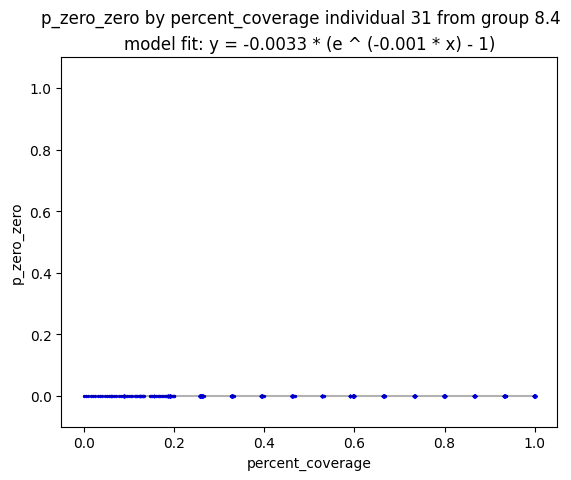 p_zero_zero by percent_coverage individual 31 from group 8.4
model fit: y = -0.0033 * (e ^ (-0.001 * x) - 1)
1.0
0.8
0.6
0.4
0.2
0.0
p_zero_zero
0.0 0.2 0.4 0.6 0.8 1.0
percent_coverage